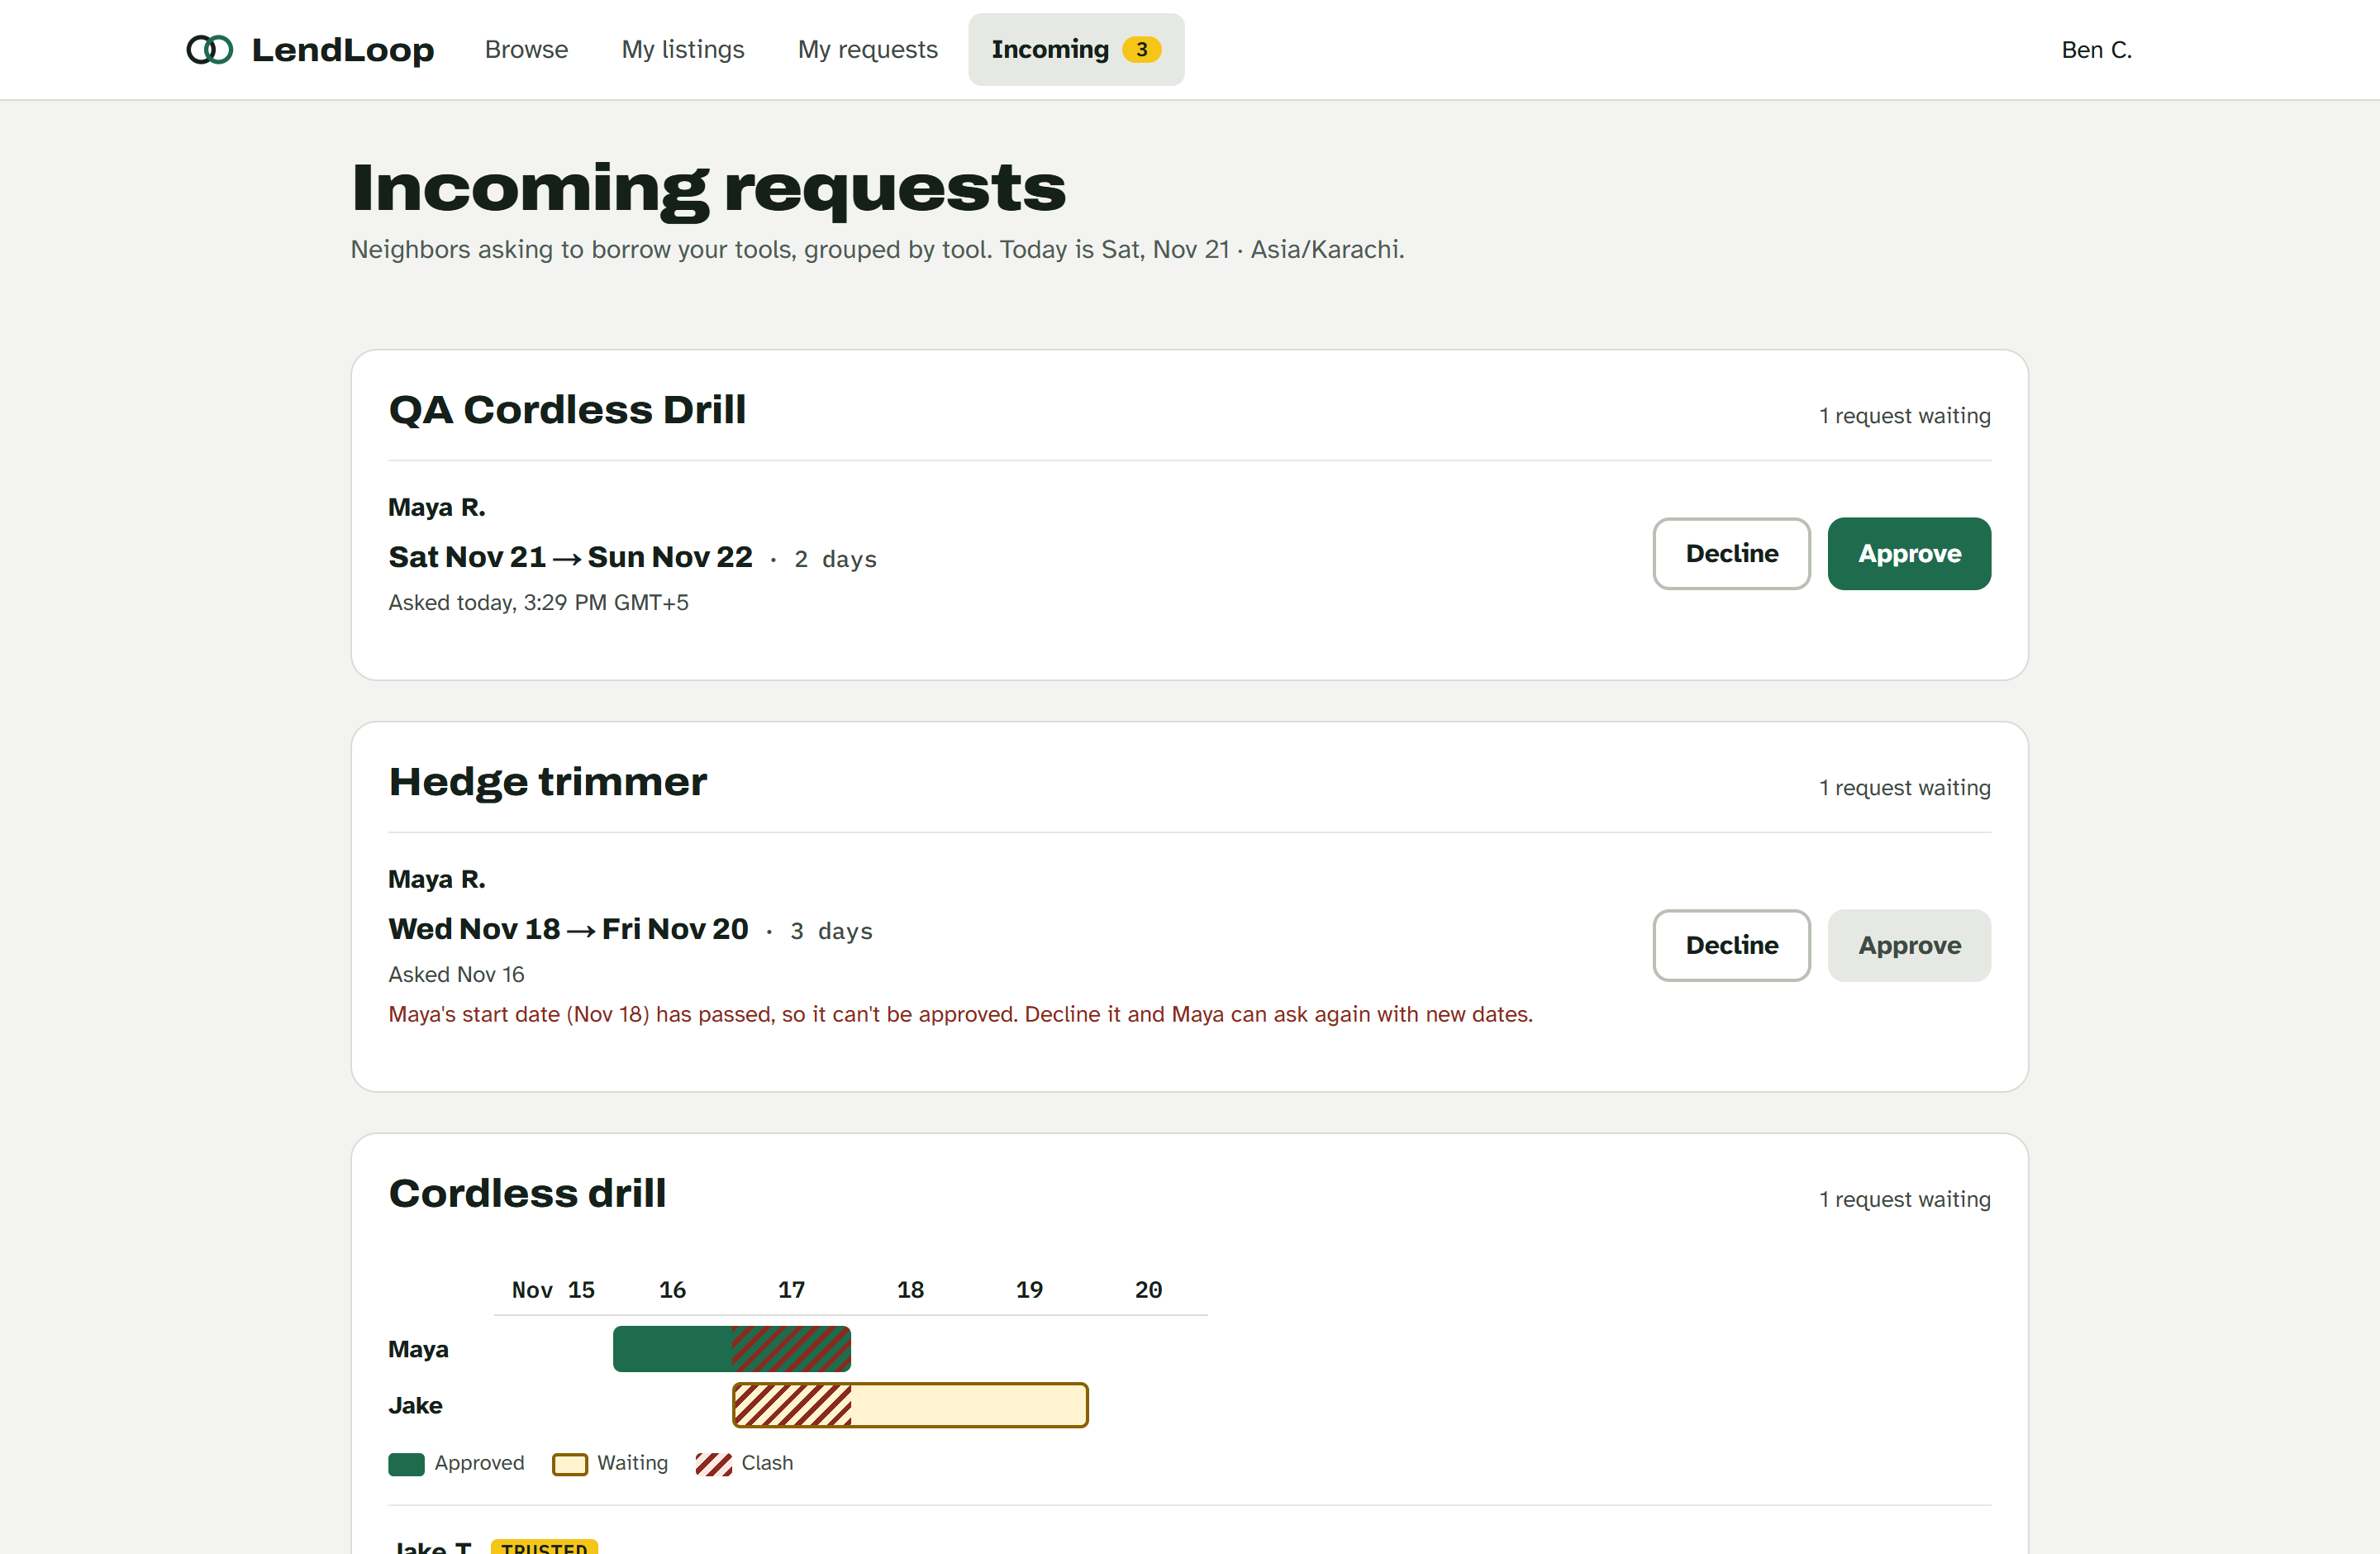 LendLoop Browse My listings My requests Incoming 3 Ben C.
Incoming requests
Neighbors asking to borrow your tools, grouped by tool. Today is Sat, Nov 21 · Asia/Karachi.
QA Cordless Drill 1 request waiting
Maya R.
Sat Nov 21 → Sun Nov 22 · 2 days
Asked today, 3:29 PM GMT+5
Decline Approve
Hedge trimmer 1 request waiting
Maya R.
Wed Nov 18 → Fri Nov 20 · 3 days
Asked Nov 16
Maya's start date (Nov 18) has passed, so it can't be approved. Decline it and Maya can ask again with new dates.
Decline Approve
Cordless drill 1 request waiting
Nov 15 16 17 18 19 20
Maya
Jake
Approved Waiting Clash
Jake T. TRUSTED